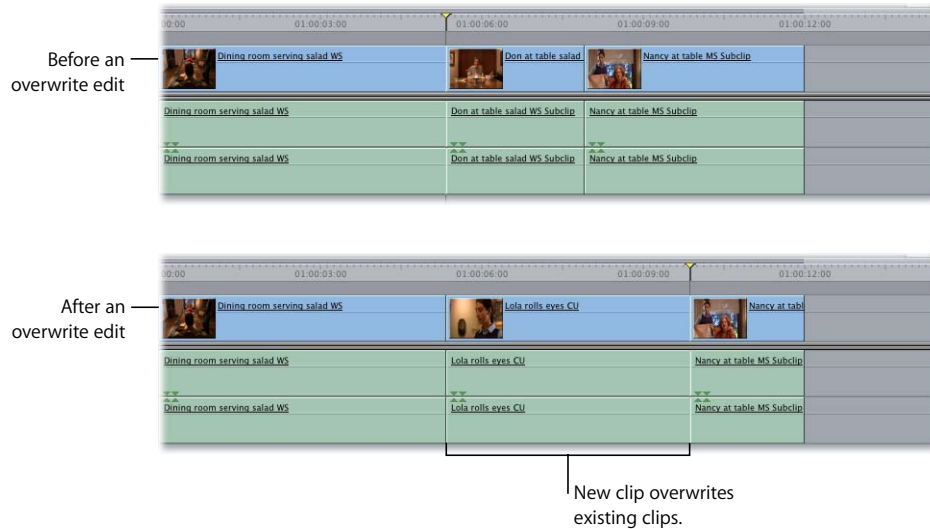 00:00 01:00:03:00 01:00:06:00 01:00:09:00 01:00:12:00
Before an
overwrite edit
Dining room serving salad WS Don at table salad Nancy at table MS Subclip
Dining room serving salad WS Don at table salad WS Subclip Nancy at table MS Subclip
Dining room serving salad WS Don at table salad WS Subclip Nancy at table MS Subclip
00:00 01:00:03:00 01:00:06:00 01:00:09:00 01:00:12:00
After an
overwrite edit
Dining room serving salad WS Lola rolls eyes CU Nancy at tabl
Dining room serving salad WS Lola rolls eyes CU Nancy at table MS Subclip
Dining room serving salad WS Lola rolls eyes CU Nancy at table MS Subclip
New clip overwrites
existing clips.